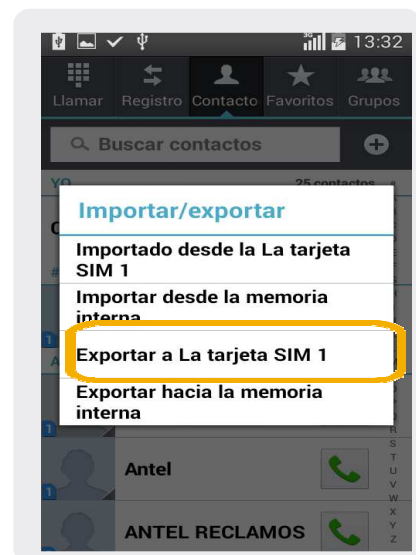 3G
13:32
Llamar Registro Contacto Favoritos Grupos
Buscar contactos
YO 25 contactos
Importar/exportar
Importado desde la La tarjeta
SIM 1
Importar desde la memoria
interna
Exportar a La tarjeta SIM 1
Exportar hacia la memoria
interna
Antel
ANTEL RECLAMOS
R
S
T
U
V
W
X
Y
Z